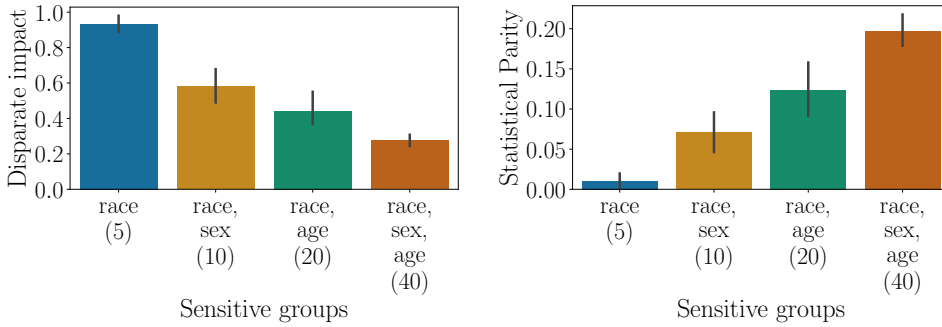 Disparate impact
1.0
0.8
0.6
0.4
0.2
0.0
race
(5)
race,
sex
(10)
race,
age
(20)
race,
sex,
age
(40)
Sensitive groups
Statistical Parity
0.20
0.15
0.10
0.05
0.00
race
(5)
race,
sex
(10)
race,
age
(20)
race,
sex,
age
(40)
Sensitive groups